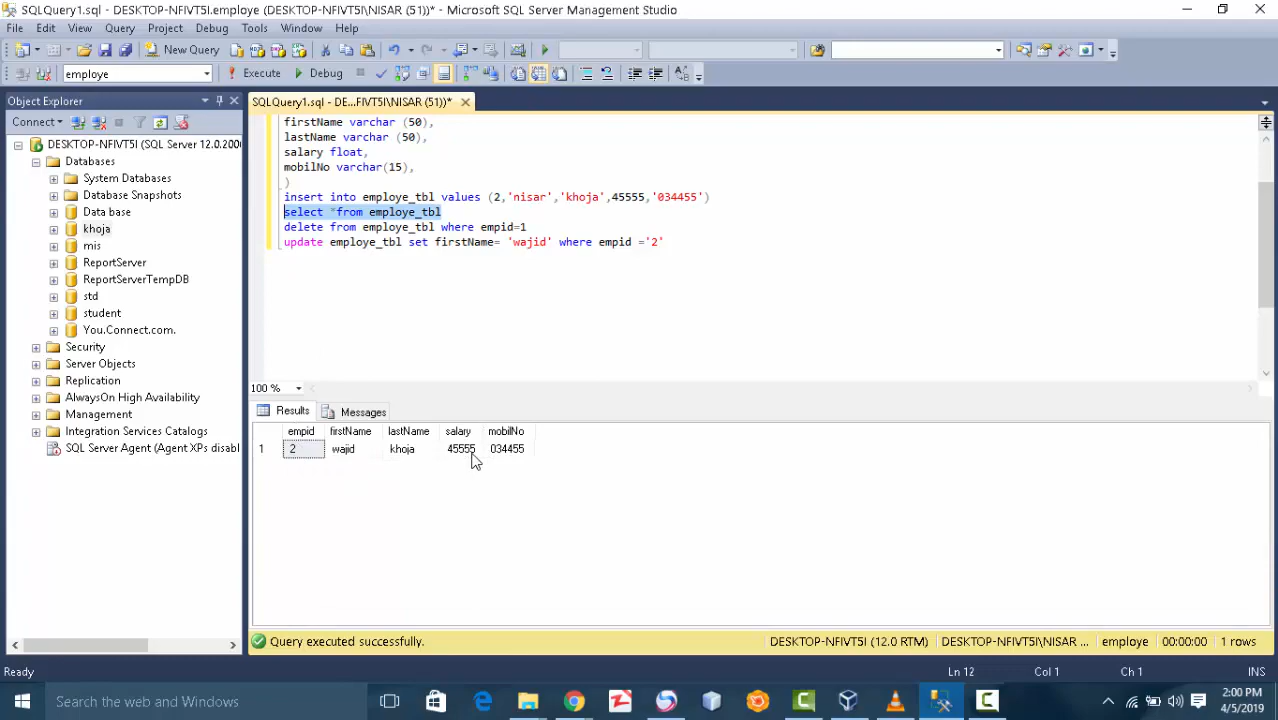 SQLQuery1.sql - DESKTOP-NFIVT5I.employe (DESKTOP-NFIVT5I\NISAR (51))* - Microsoft SQL Server Management Studio
File Edit View Query Project Debug Tools Window Help
New Query
employe Execute Debug
Object Explorer
SQLQuery1.sql - DE...FIVT5I\NISAR (51))*
Connect
DESKTOP-NFIVT5I (SQL Server 12.0.200
Databases
System Databases
Database Snapshots
Data base
khoja
mis
ReportServer
ReportServerTempDB
std
student
You.Connect.com.
Security
Server Objects
Replication
AlwaysOn High Availability
Management
Integration Services Catalogs
SQL Server Agent (Agent XPs disabl
firstName varchar (50),
lastName varchar (50),
salary float,
mobilNo varchar(15),
)
insert into employe_tbl values (2,'nisar','khoja',45555,'034455')
select *from employe_tbl
delete from employe_tbl where empid=1
update employe_tbl set firstName= 'wajid' where empid ='2'
100 %
Results Messages
empid firstName lastName salary mobilNo
1 2 wajid khoja 45555 034455
Query executed successfully. DESKTOP-NFIVT5I (12.0 RTM) DESKTOP-NFIVT5I\NISAR ... employe 00:00:00 1 rows
Ready Ln 12 Col 1 Ch 1 INS
Search the web and Windows
2:00 PM
4/5/2019